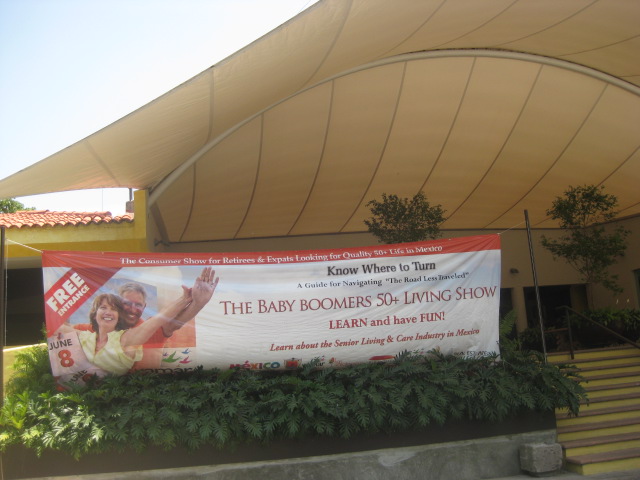 The Consumer Show for Retirees & Expats Looking for Quality 50+ Life in Mexico
FREE
ENTRANCE
Know Where to Turn
A Guide for Navigating "The Road Less Traveled"
THE BABY BOOMERS 50+ LIVING SHOW
LEARN and have FUN!
JUNE
8
Learn about the Senior Living & Care Industry in Mexico
MÉXICO